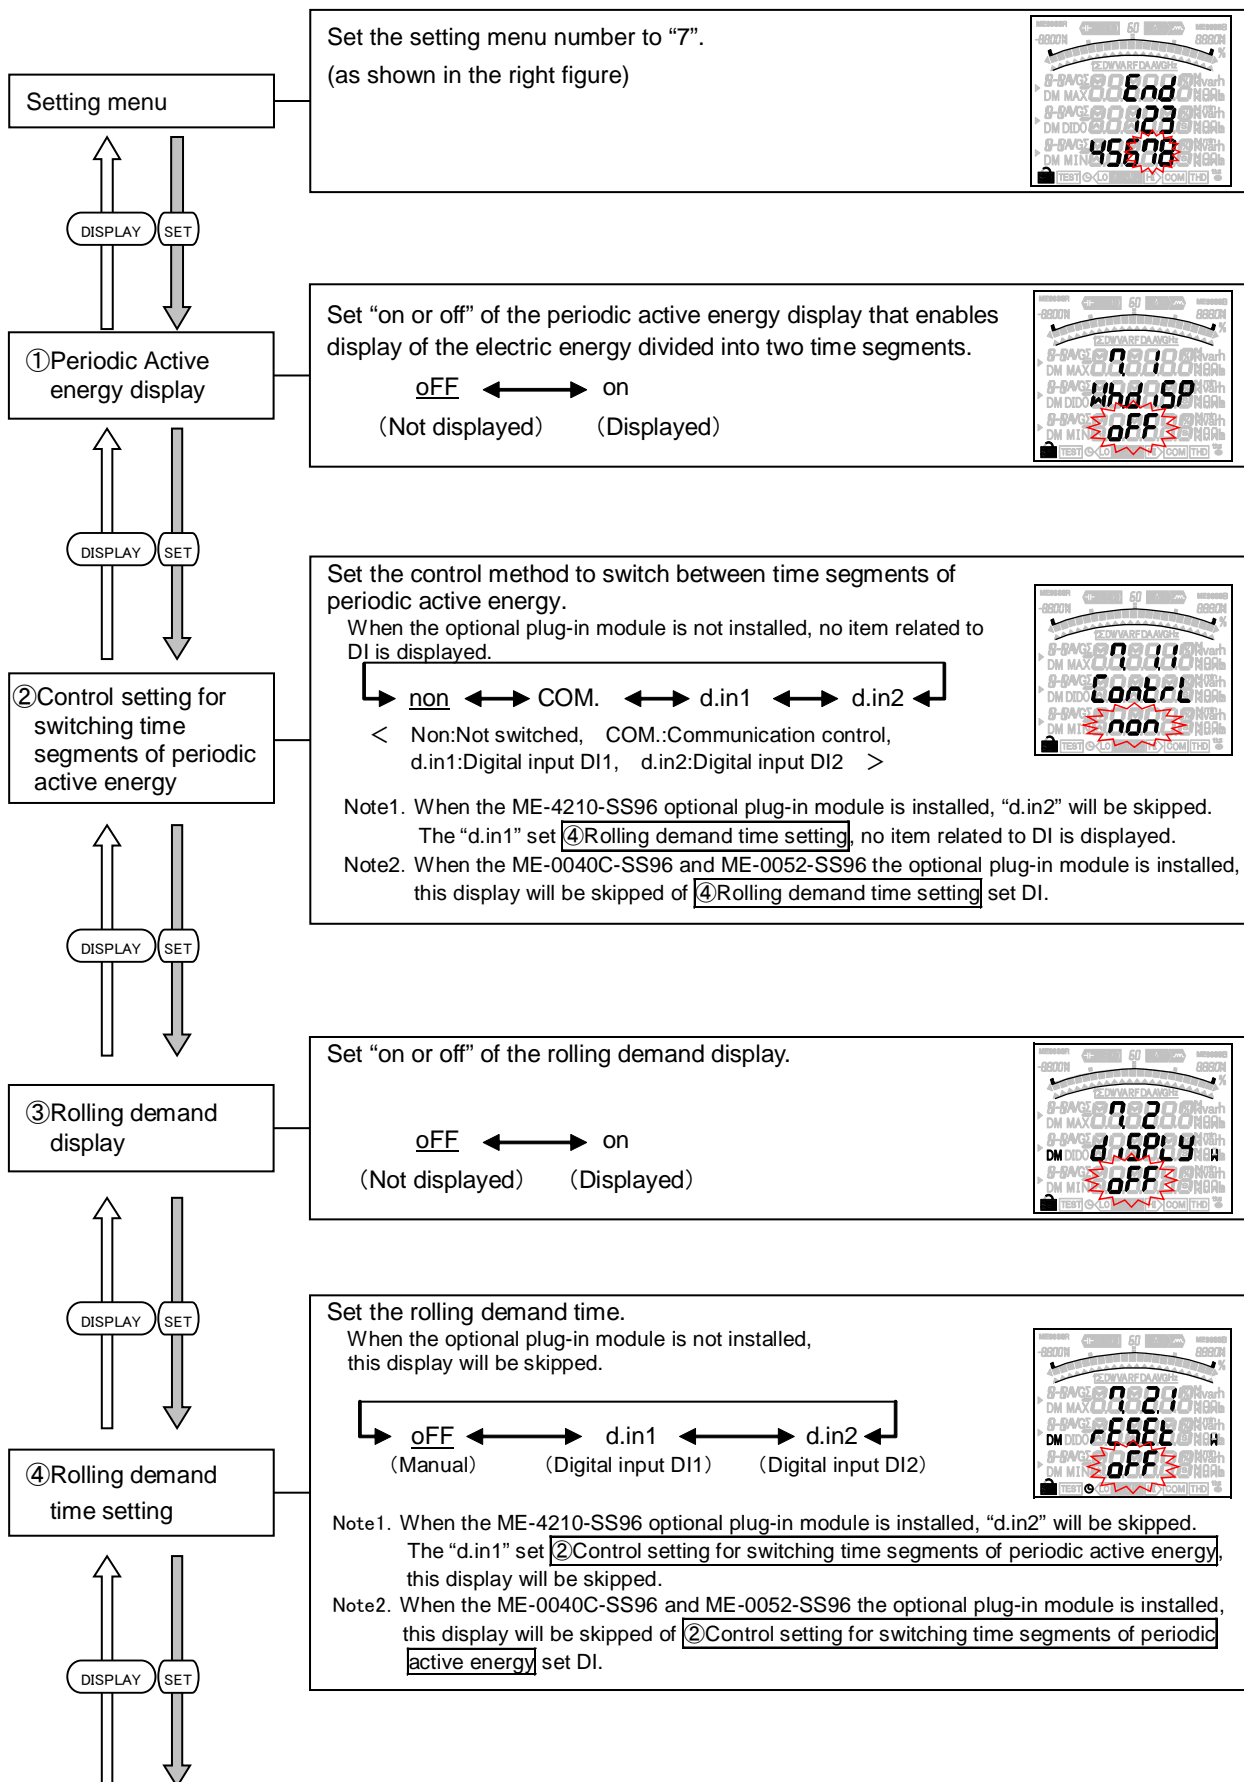 Set the setting menu number to “7”.
(as shown in the right figure)
Setting menu
End
123
45678
DISPLAY
SET
Set “on or off” of the periodic active energy display that enables
display of the electric energy divided into two time segments.
oFF
on
（Not displayed）
（Displayed）
①Periodic Active
energy display
7. 1
WhdiSP
oFF
DISPLAY
SET
Set the control method to switch between time segments of
periodic active energy.
When the optional plug-in module is not installed, no item related to
DI is displayed.
non
COM.
d.in1
d.in2
＜ Non:Not switched, COM.:Communication control,
d.in1:Digital input DI1, d.in2:Digital input DI2 ＞
Note1. When the ME-4210-SS96 optional plug-in module is installed, “d.in2” will be skipped.
The “d.in1” set ④Rolling demand time setting, no item related to DI is displayed.
Note2. When the ME-0040C-SS96 and ME-0052-SS96 the optional plug-in module is installed,
this display will be skipped of ④Rolling demand time setting set DI.
②Control setting for
switching time
segments of periodic
active energy
7. 11
ContrL
non
DISPLAY
SET
Set “on or off” of the rolling demand display.
oFF
on
（Not displayed）
（Displayed）
③Rolling demand
display
7. 2
DM diSPLY W
oFF
DISPLAY
SET
Set the rolling demand time.
When the optional plug-in module is not installed,
this display will be skipped.
oFF
d.in1
d.in2
（Manual）
（Digital input DI1）
（Digital input DI2）
Note1. When the ME-4210-SS96 optional plug-in module is installed, “d.in2” will be skipped.
The “d.in1” set ②Control setting for switching time segments of periodic active energy,
this display will be skipped.
Note2. When the ME-0040C-SS96 and ME-0052-SS96 the optional plug-in module is installed,
this display will be skipped of ②Control setting for switching time segments of periodic
active energy set DI.
④Rolling demand
time setting
7. 2.1
DM rESEt W
oFF
DISPLAY
SET